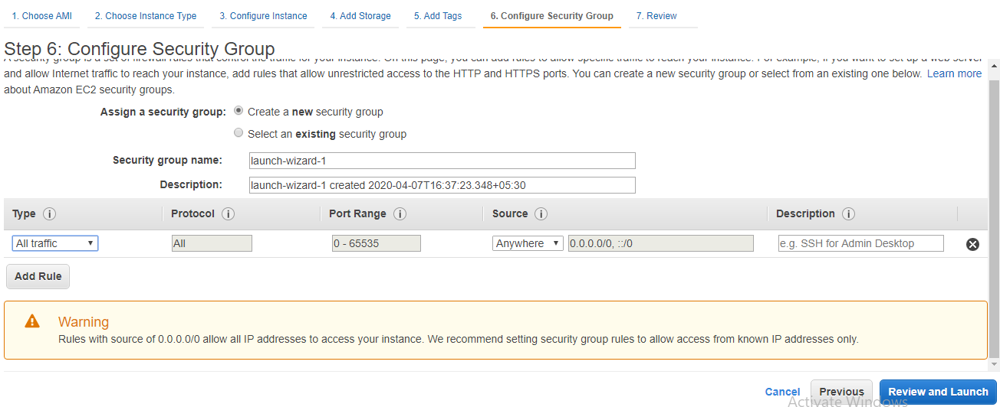 1. Choose AMI 2. Choose Instance Type 3. Configure Instance 4. Add Storage 5. Add Tags 6. Configure Security Group 7. Review
Step 6: Configure Security Group
A security group is a set of firewall rules that control the traffic for your instance. On this page, you can add rules to allow specific traffic to reach your instance. For example, if you want to set up a web server
and allow Internet traffic to reach your instance, add rules that allow unrestricted access to the HTTP and HTTPS ports. You can create a new security group or select from an existing one below. Learn more
about Amazon EC2 security groups.
Assign a security group: Create a new security group
Select an existing security group
Security group name: launch-wizard-1
Description: launch-wizard-1 created 2020-04-07T16:37:23.348+05:30
Type i Protocol i Port Range i Source i Description i
All traffic All 0 - 65535 Anywhere 0.0.0.0/0, ::/0 e.g. SSH for Admin Desktop
Add Rule
Warning
Rules with source of 0.0.0.0/0 allow all IP addresses to access your instance. We recommend setting security group rules to allow access from known IP addresses only.
Cancel Previous Review and Launch
Activate Windows